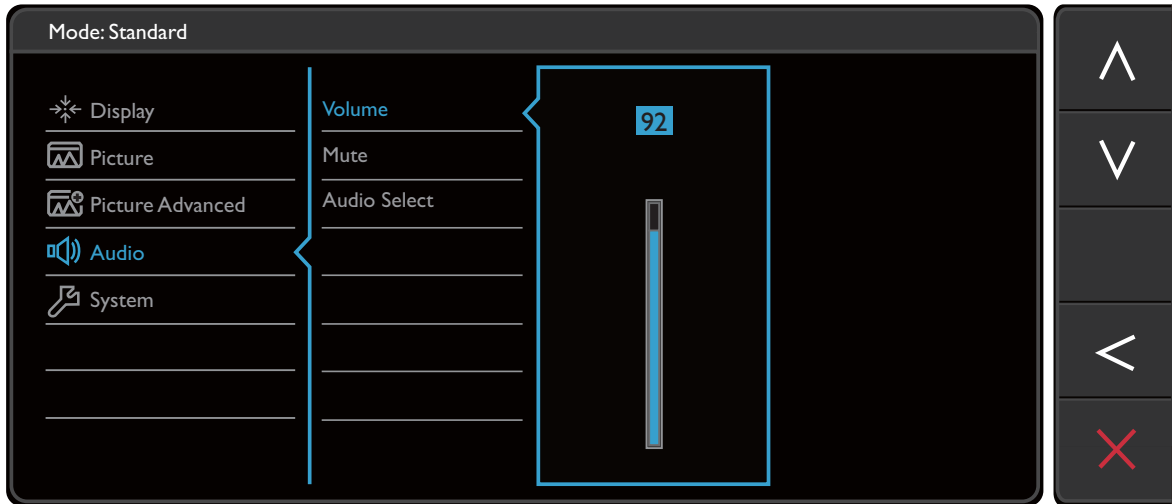 Mode: Standard
Display
Picture
Picture Advanced
Audio
System
Volume
Mute
Audio Select
92